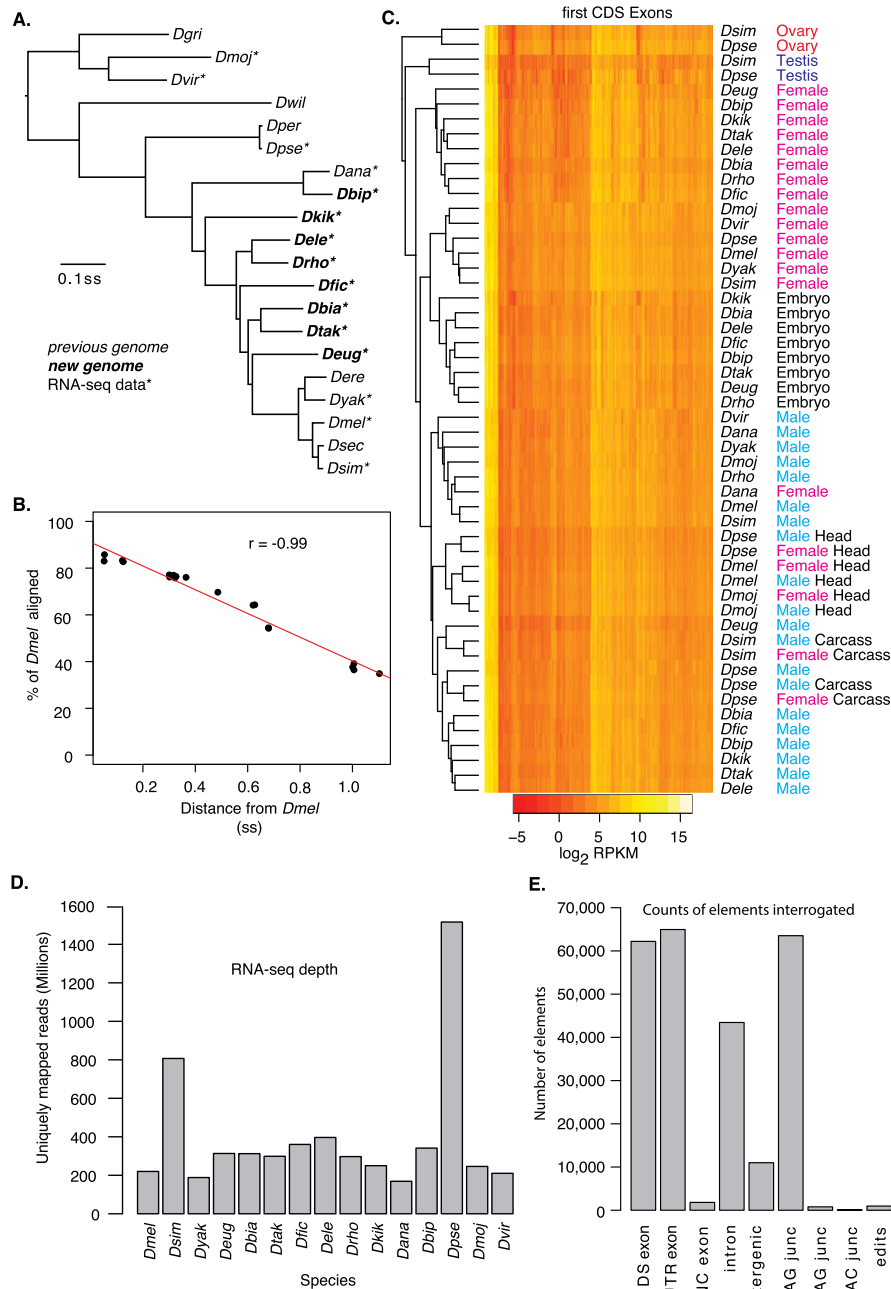 A.
Dgri
Dmoj*
Dvir*
Dwil
Dper
Dpse*
Dana*
Dbip*
Dkik*
Dele*
Drho*
Dfic*
Dbia*
Dtak*
Deug*
Dere
Dyak*
Dmel*
Dsec
Dsim*
0.1ss
previous genome
new genome
RNA-seq data*
B.
% of Dmel aligned
100
80
60
40
20
0
r = -0.99
0.2 0.4 0.6 0.8 1.0
Distance from Dmel
(ss)
C.
first CDS Exons
Dsim Ovary
Dpse Ovary
Dsim Testis
Dpse Testis
Deug Female
Dbip Female
Dkik Female
Dtak Female
Dele Female
Dbia Female
Drho Female
Dfic Female
Dmoj Female
Dvir Female
Dpse Female
Dmel Female
Dyak Female
Dsim Female
Dkik Embryo
Dbia Embryo
Dele Embryo
Dfic Embryo
Dbip Embryo
Dtak Embryo
Deug Embryo
Drho Embryo
Dvir Male
Dana Male
Dyak Male
Dmoj Male
Drho Male
Dana Female
Dmel Male
Dsim Male
Dpse Male Head
Dpse Female Head
Dmel Female Head
Dmel Male Head
Dmoj Female Head
Dmoj Male Head
Deug Male
Dsim Male Carcass
Dsim Female Carcass
Dpse Male
Dpse Male Carcass
Dpse Female Carcass
Dbia Male
Dfic Male
Dbip Male
Dkik Male
Dtak Male
Dele Male
−5 0 5 10 15
log2 RPKM
D.
Uniquely mapped reads (Millions)
1600
1400
1200
1000
800
600
400
200
0
RNA-seq depth
Dmel Dsim Dyak Deug Dbia Dtak Dfic Dele Drho Dkik Dana Dbip Dpse Dmoj Dvir
Species
E.
Counts of elements interrogated
Number of elements
70,000
60,000
50,000
40,000
30,000
20,000
10,000
0
DS exon
TR exon
NC exon
intron
tergenic
AG junc
AG junc
AC junc
edits